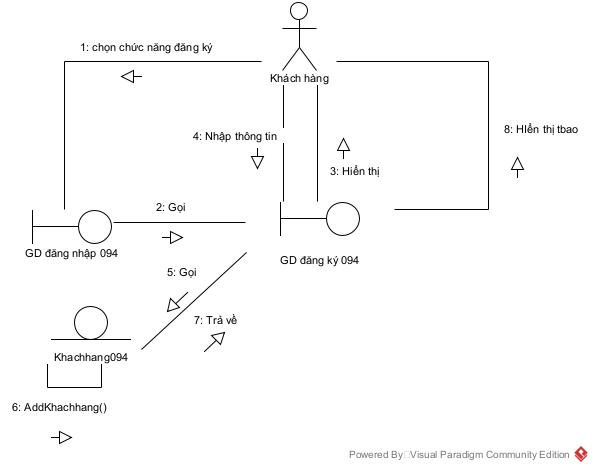 1: chọn chức năng đăng ký
Khách hàng
4: Nhập thông tin
8: HIển thị tbao
3: Hiển thị
2: Gọi
GD đăng nhập 094
GD đăng ký 094
5: Gọi
7: Trả về
Khachhang094
6: AddKhachhang()
Powered By Visual Paradigm Community Edition